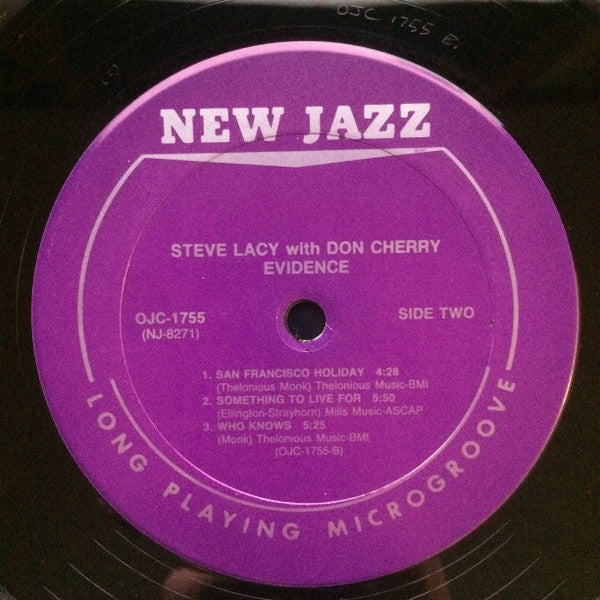 OJC 1755 B.
NEW JAZZ
STEVE LACY with DON CHERRY
EVIDENCE
OJC-1755
(NJ-8271)
SIDE TWO
1. SAN FRANCISCO HOLIDAY 4:28
(Thelonious Monk) Thelonious Music-BMI
2. SOMETHING TO LIVE FOR 5:50
(Ellington-Strayhorn) Mills Music-ASCAP
3. WHO KNOWS 5:25
(Monk) Thelonious Music-BMI
(OJC-1755-B)
LONG PLAYING MICROGROOVE